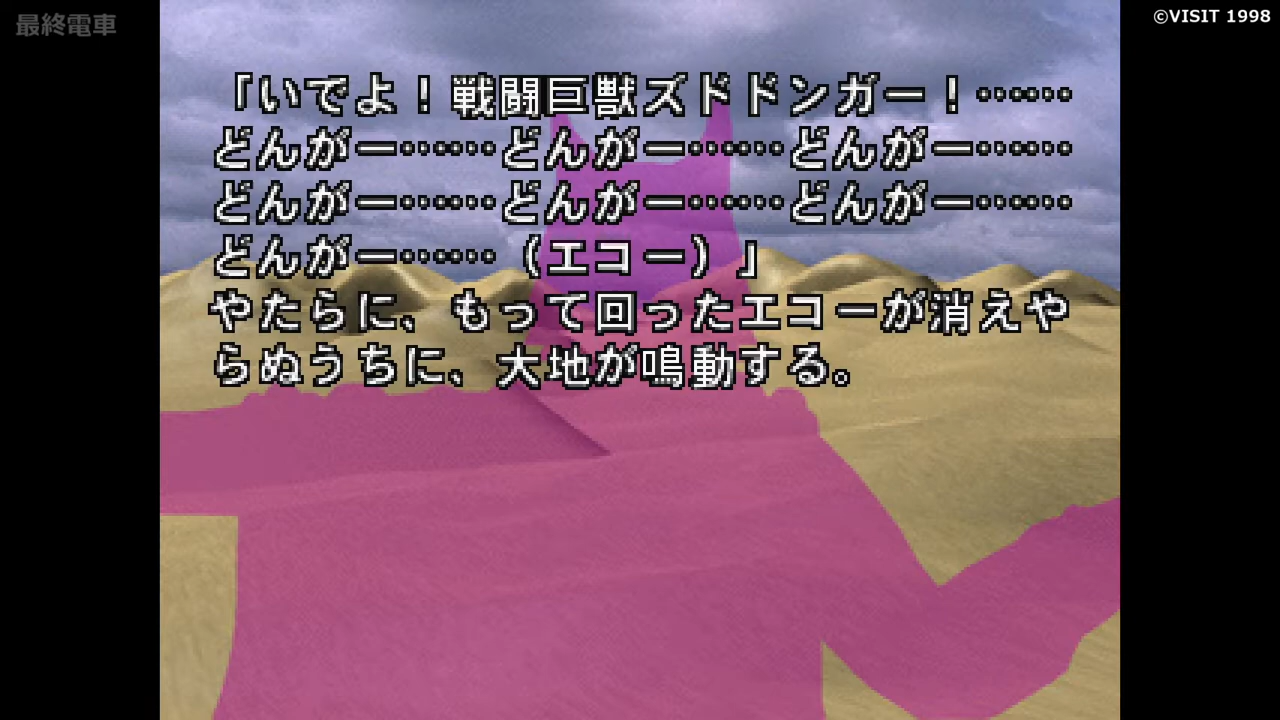 最終電車
©VISIT 1998
「いでよ！戦闘巨獣ズドドンガー！……
どんがー……どんがー……どんがー……
どんがー……どんがー……どんがー……
どんがー……（エコー）」
やたらに、もって回ったエコーが消えや
らぬうちに、大地が鳴動する。